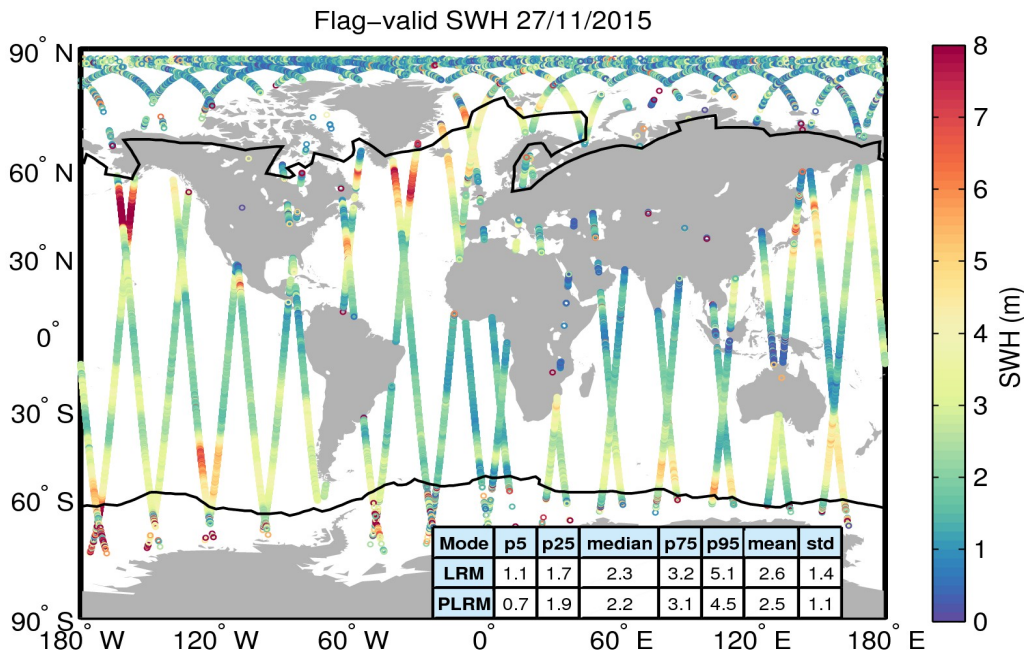 Flag−valid SWH 27/11/2015
90° N
60° N
30° N
0°
30° S
60° S
90° S
180° W
120° W
60° W
0°
60° E
120° E
180° E
8
7
6
5
4
3
2
1
0
SWH (m)
Mode p5 p25 median p75 p95 mean std
LRM 1.1 1.7 2.3 3.2 5.1 2.6 1.4
PLRM 0.7 1.9 2.2 3.1 4.5 2.5 1.1